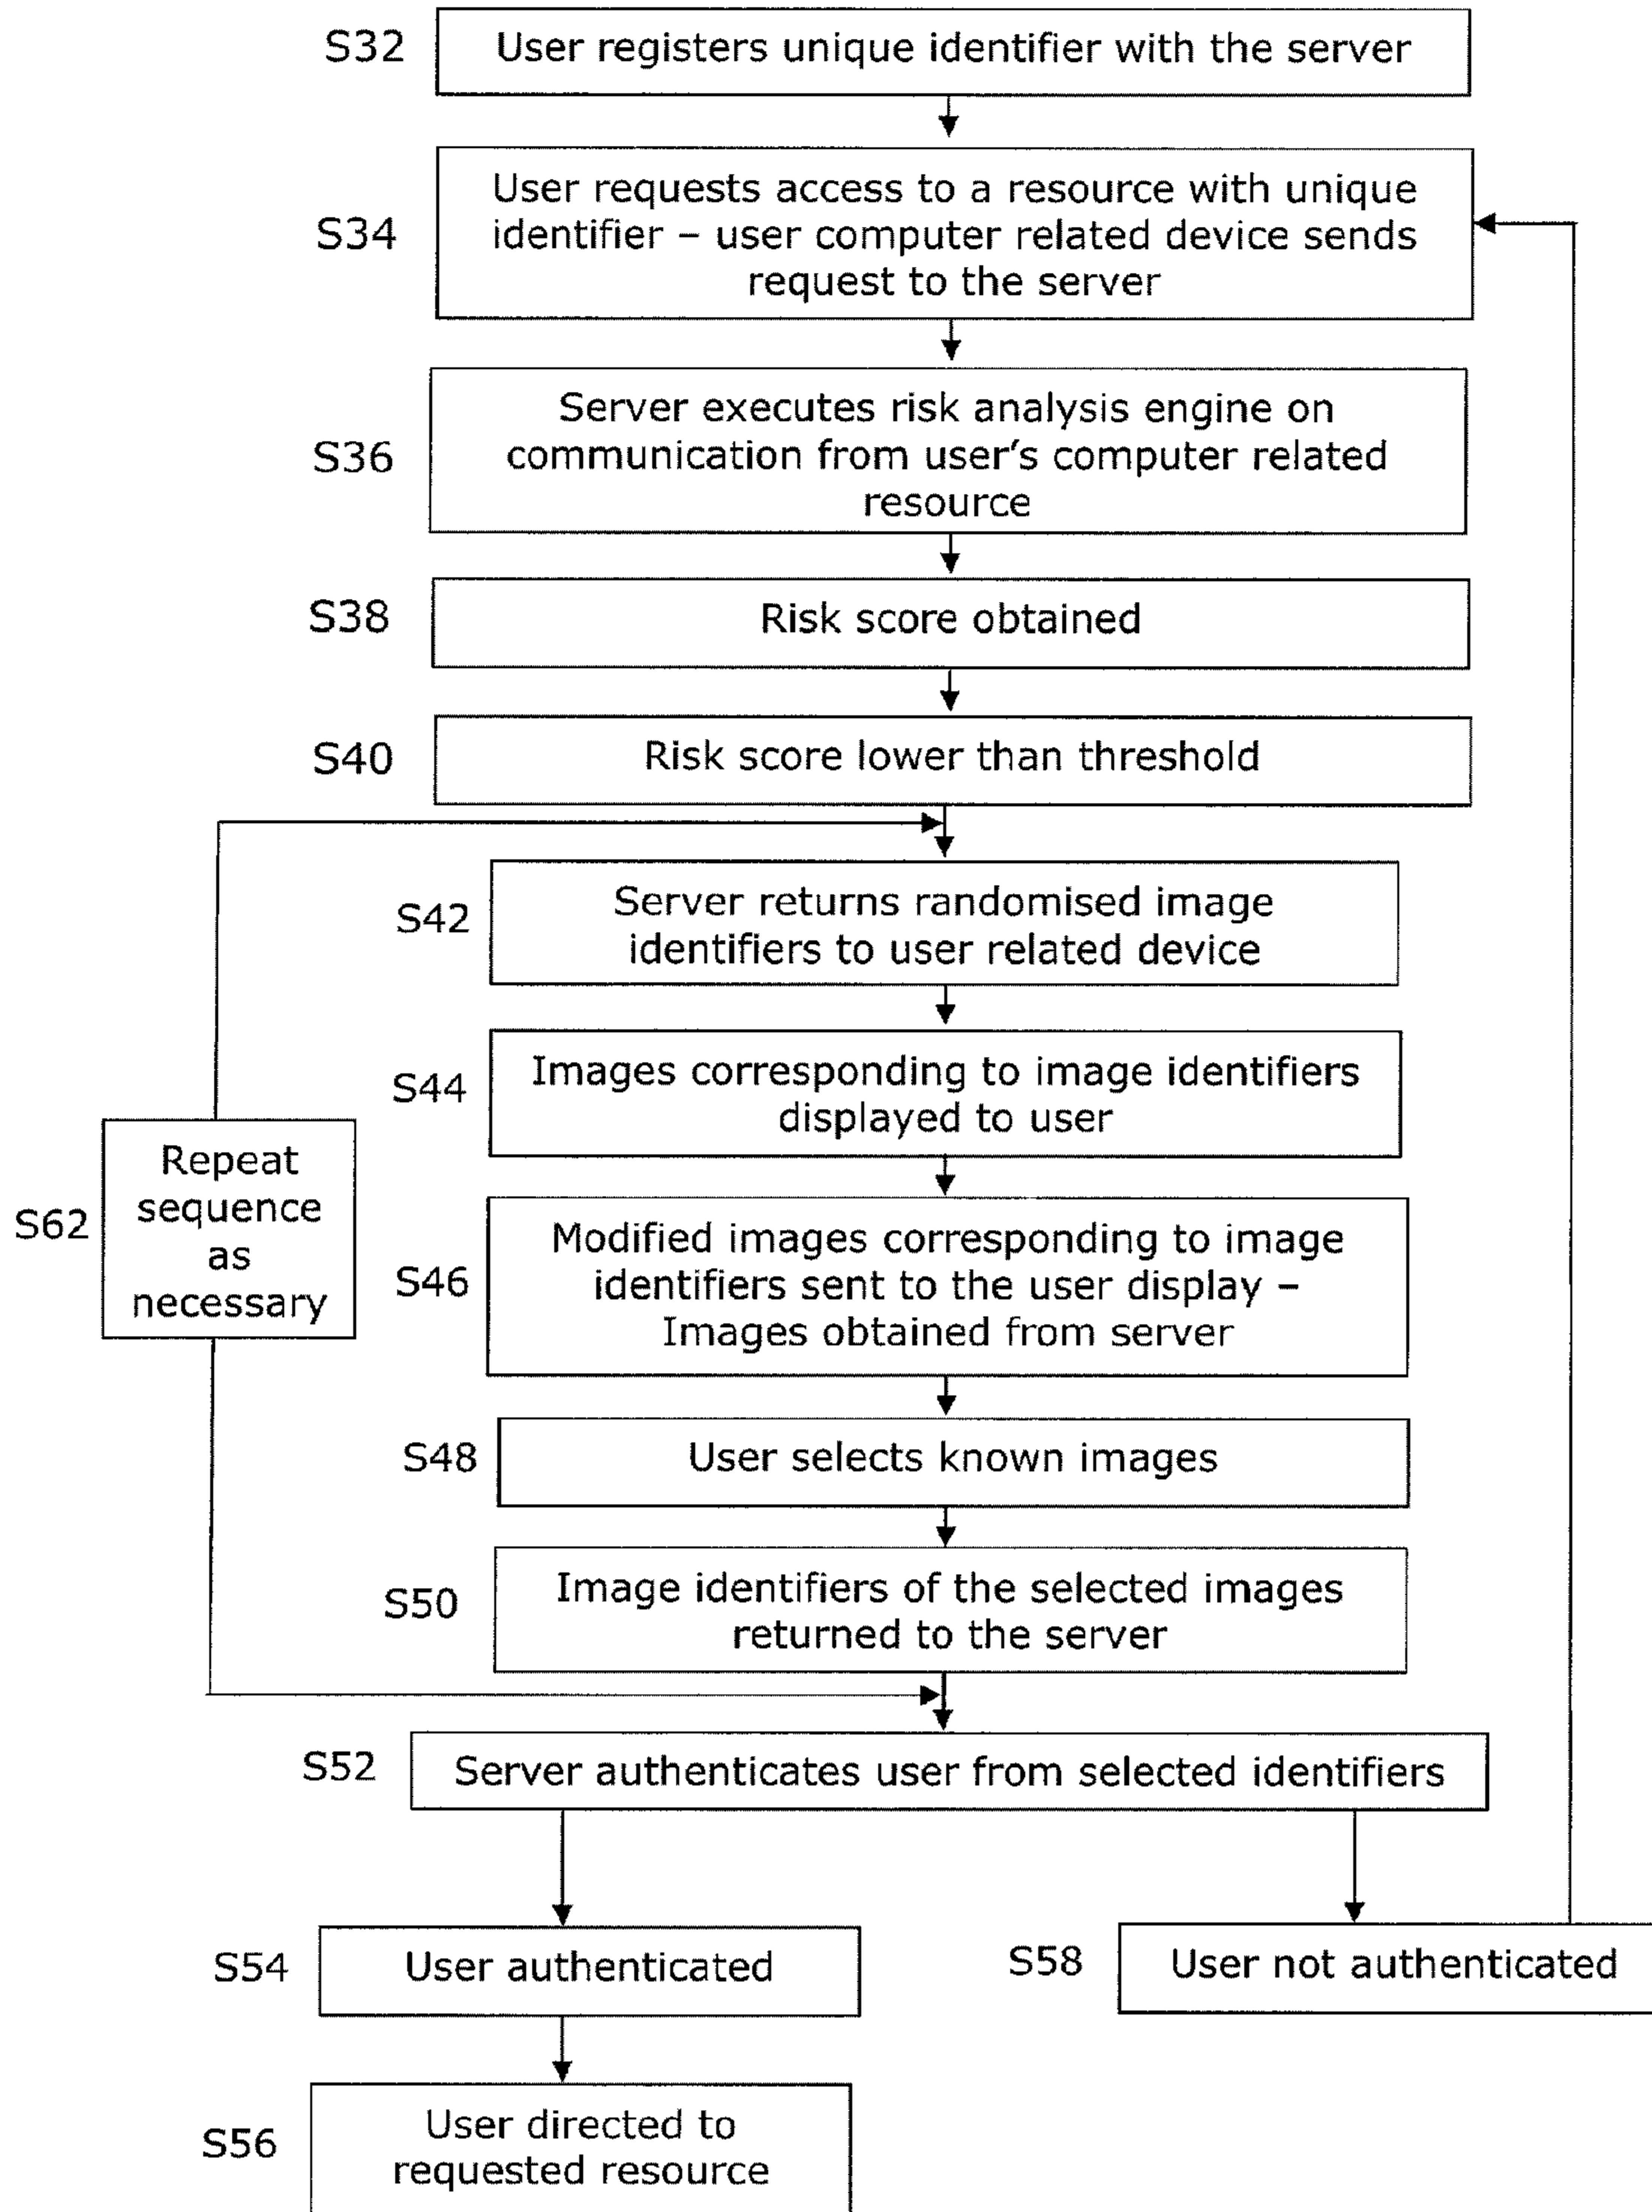 S32
User registers unique identifier with the server
S34
User requests access to a resource with unique
identifier – user computer related device sends
request to the server
S36
Server executes risk analysis engine on
communication from user's computer related
resource
S38
Risk score obtained
S40
Risk score lower than threshold
S42
Server returns randomised image
identifiers to user related device
S44
Images corresponding to image identifiers
displayed to user
S62
Repeat
sequence
as
necessary
S46
Modified images corresponding to image
identifiers sent to the user display –
Images obtained from server
S48
User selects known images
S50
Image identifiers of the selected images
returned to the server
S52
Server authenticates user from selected identifiers
S54
User authenticated
S58
User not authenticated
S56
User directed to
requested resource